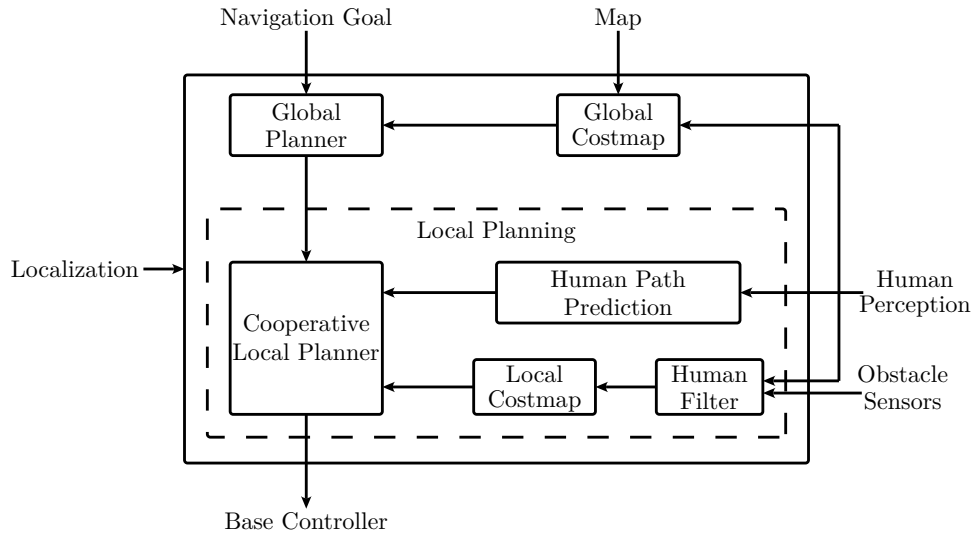 Navigation Goal
Map
Global
Planner
Global
Costmap
Local Planning
Localization
Human Path
Prediction
Human
Perception
Cooperative
Local Planner
Local
Costmap
Human
Filter
Obstacle
Sensors
Base Controller